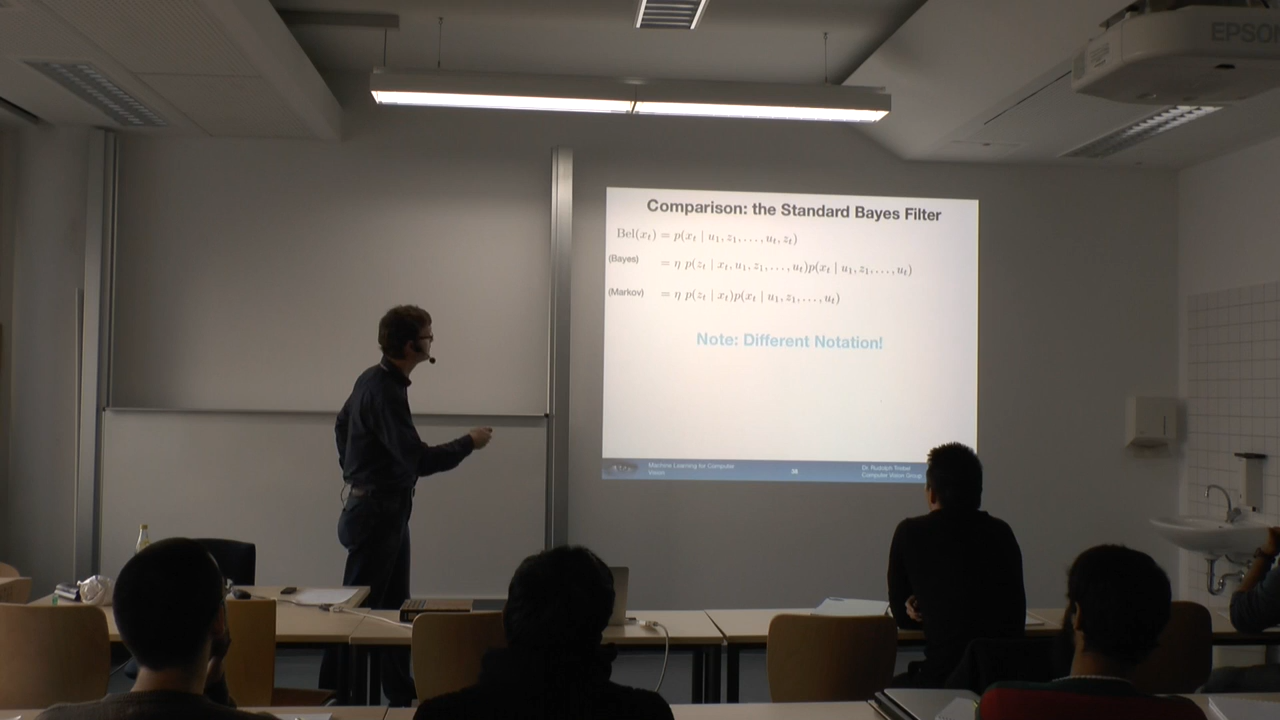 EPSON
Comparison: the Standard Bayes Filter
Bel(x_t) = p(x_t | u_1, z_1, . . . , u_t, z_t)
(Bayes) = η p(z_t | x_t, u_1, z_1, . . . , u_t)p(x_t | u_1, z_1, . . . , u_t)
(Markov) = η p(z_t | x_t)p(x_t | u_1, z_1, . . . , u_t)
Note: Different Notation!
Machine Learning for Computer
Vision
Dr. Rudolph Triebel
Computer Vision Group